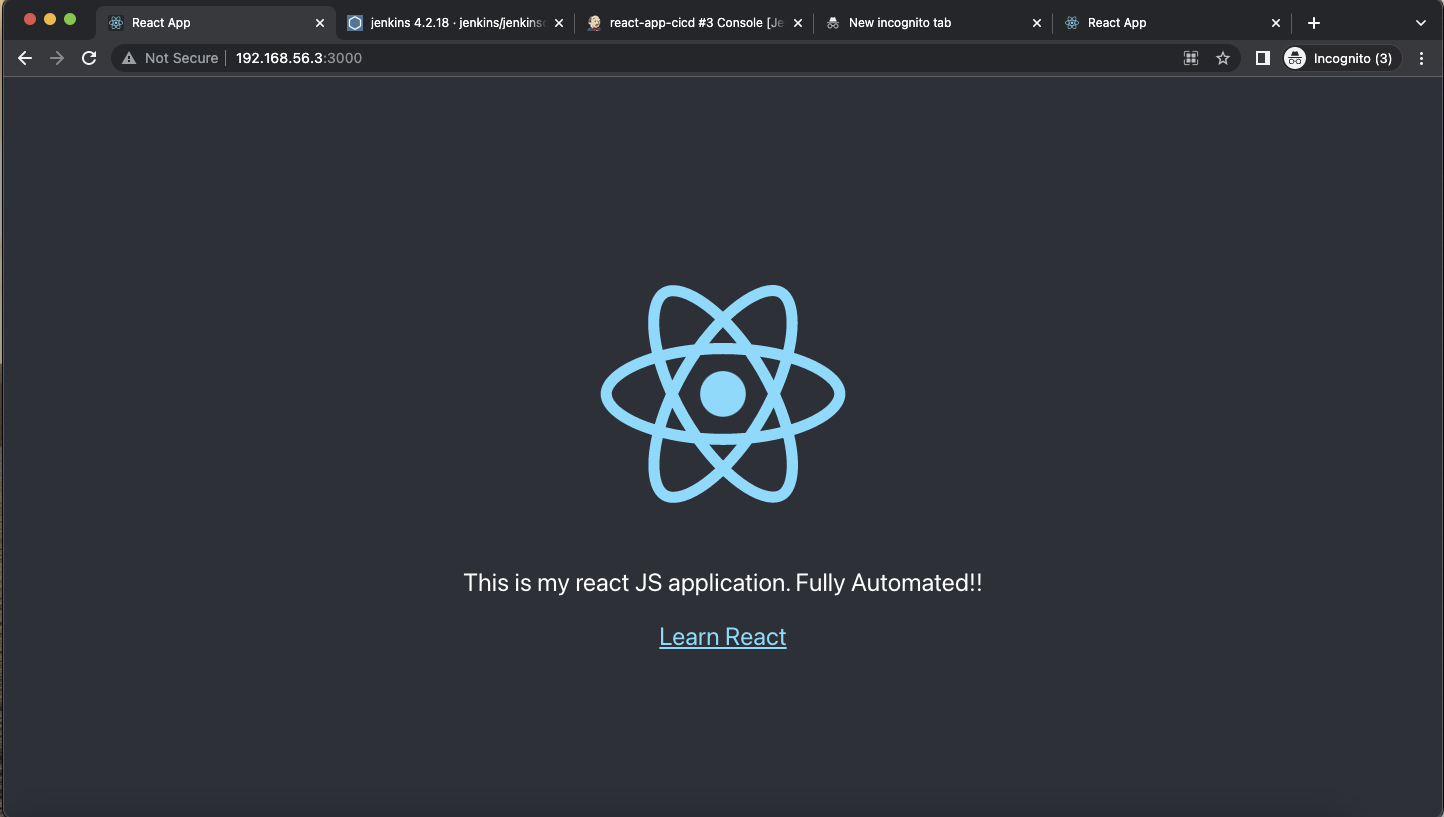 React App
jenkins 4.2.18 · jenkins/jenkins
react-app-cicd #3 Console [Je
New incognito tab
React App
Not Secure
192.168.56.3:3000
Incognito (3)
This is my react JS application. Fully Automated!!
Learn React